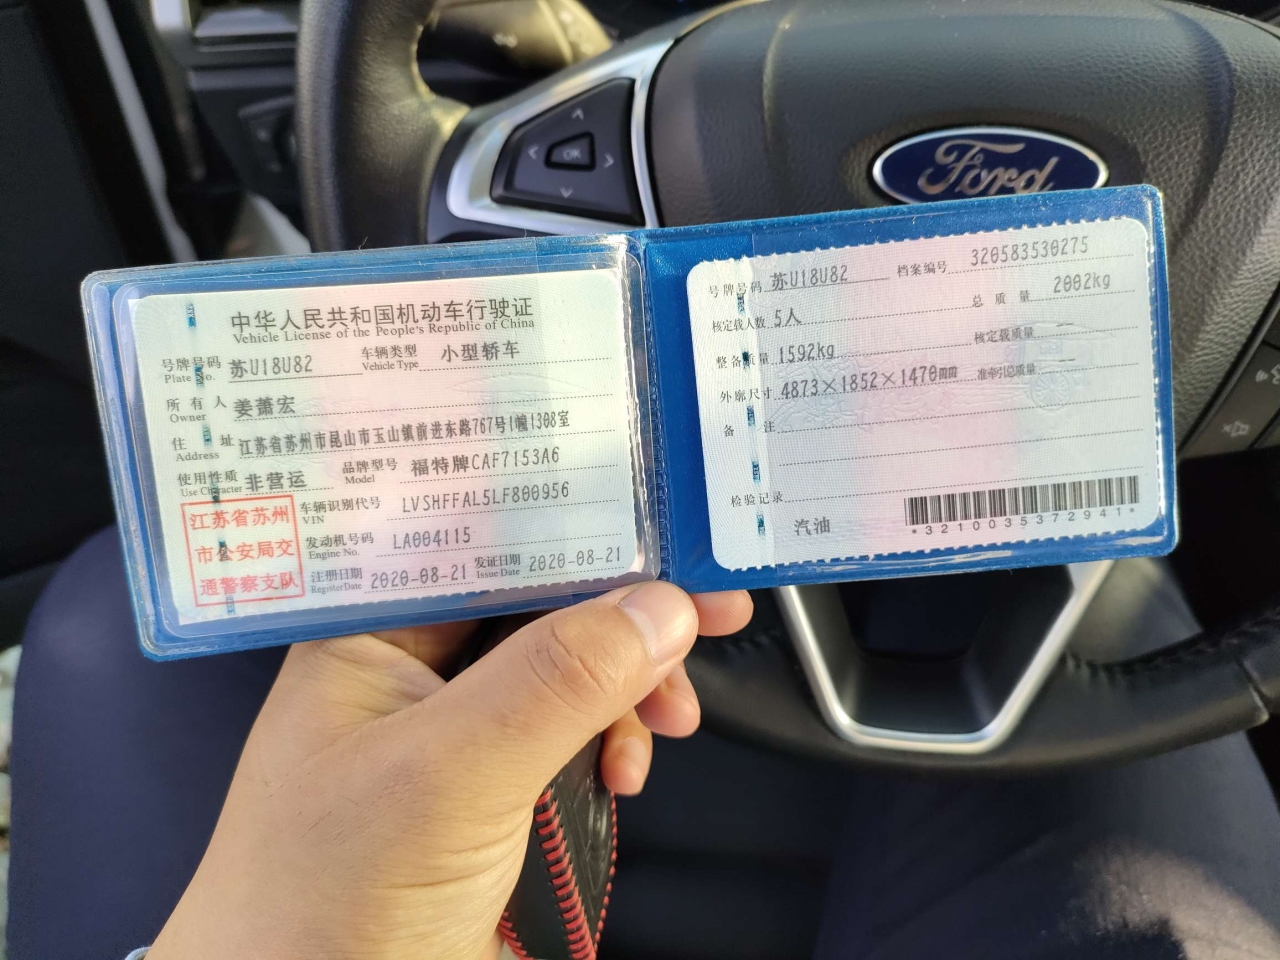 Ford
OK
中华人民共和国机动车行驶证
Vehicle License of the People's Republic of China
号牌号码 苏U18U82 车辆类型 小型轿车
Plate No. Vehicle Type
所有人 姜萧宏
Owner
住址 江苏省苏州市昆山市玉山镇前进东路767号1幢1308室
Address
使用性质 非营运 品牌型号 福特牌CAF7153A6
Use Character Model
江苏省苏州
市公安局交
通警察支队
车辆识别代号 LVSHFFAL5LF800956
VIN
发动机号码 LA004115
Engine No.
注册日期 2020-08-21 发证日期 2020-08-21
Register Date Issue Date
号牌号码 苏U18U82 档案编号 320583530275
核定载人数 5人 总质量 2002kg
整备质量 1592kg 核定载质量 --
外廓尺寸 4873×1852×1470mm 准牵引总质量 --
备注
检验记录
汽油
*3210035372941*